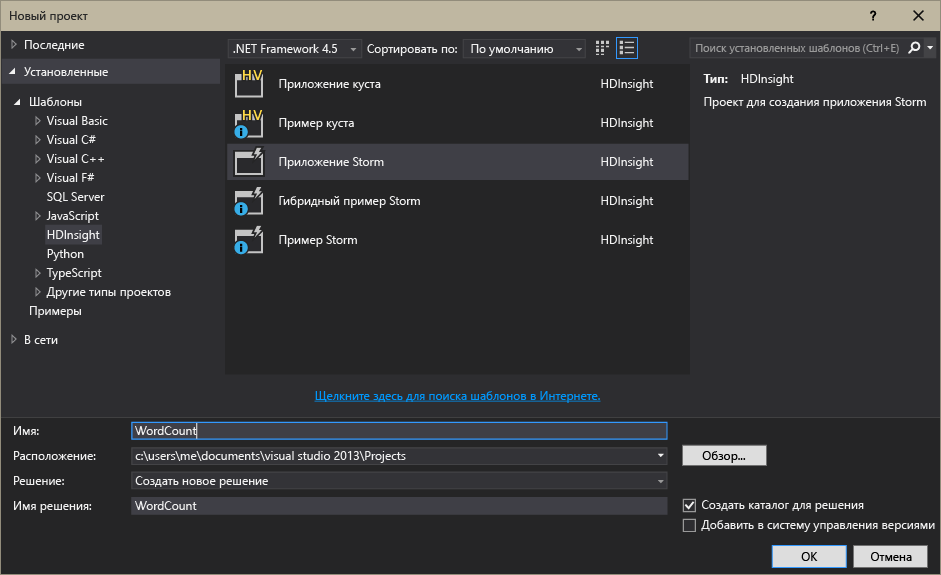 Новый проект
?
Последние
Установленные
Шаблоны
Visual Basic
Visual C#
Visual C++
Visual F#
SQL Server
JavaScript
HDInsight
Python
TypeScript
Другие типы проектов
Примеры
В сети
.NET Framework 4.5 Сортировать по: По умолчанию
Приложение куста HDInsight
Пример куста HDInsight
Приложение Storm HDInsight
Гибридный пример Storm HDInsight
Пример Storm HDInsight
Щелкните здесь для поиска шаблонов в Интернете.
Поиск установленных шаблонов (Ctrl+E)
Тип: HDInsight
Проект для создания приложения Storm
Имя: WordCount
Расположение: c:\users\me\documents\visual studio 2013\Projects Обзор...
Решение: Создать новое решение
Имя решения: WordCount
Создать каталог для решения
Добавить в систему управления версиями
OK Отмена